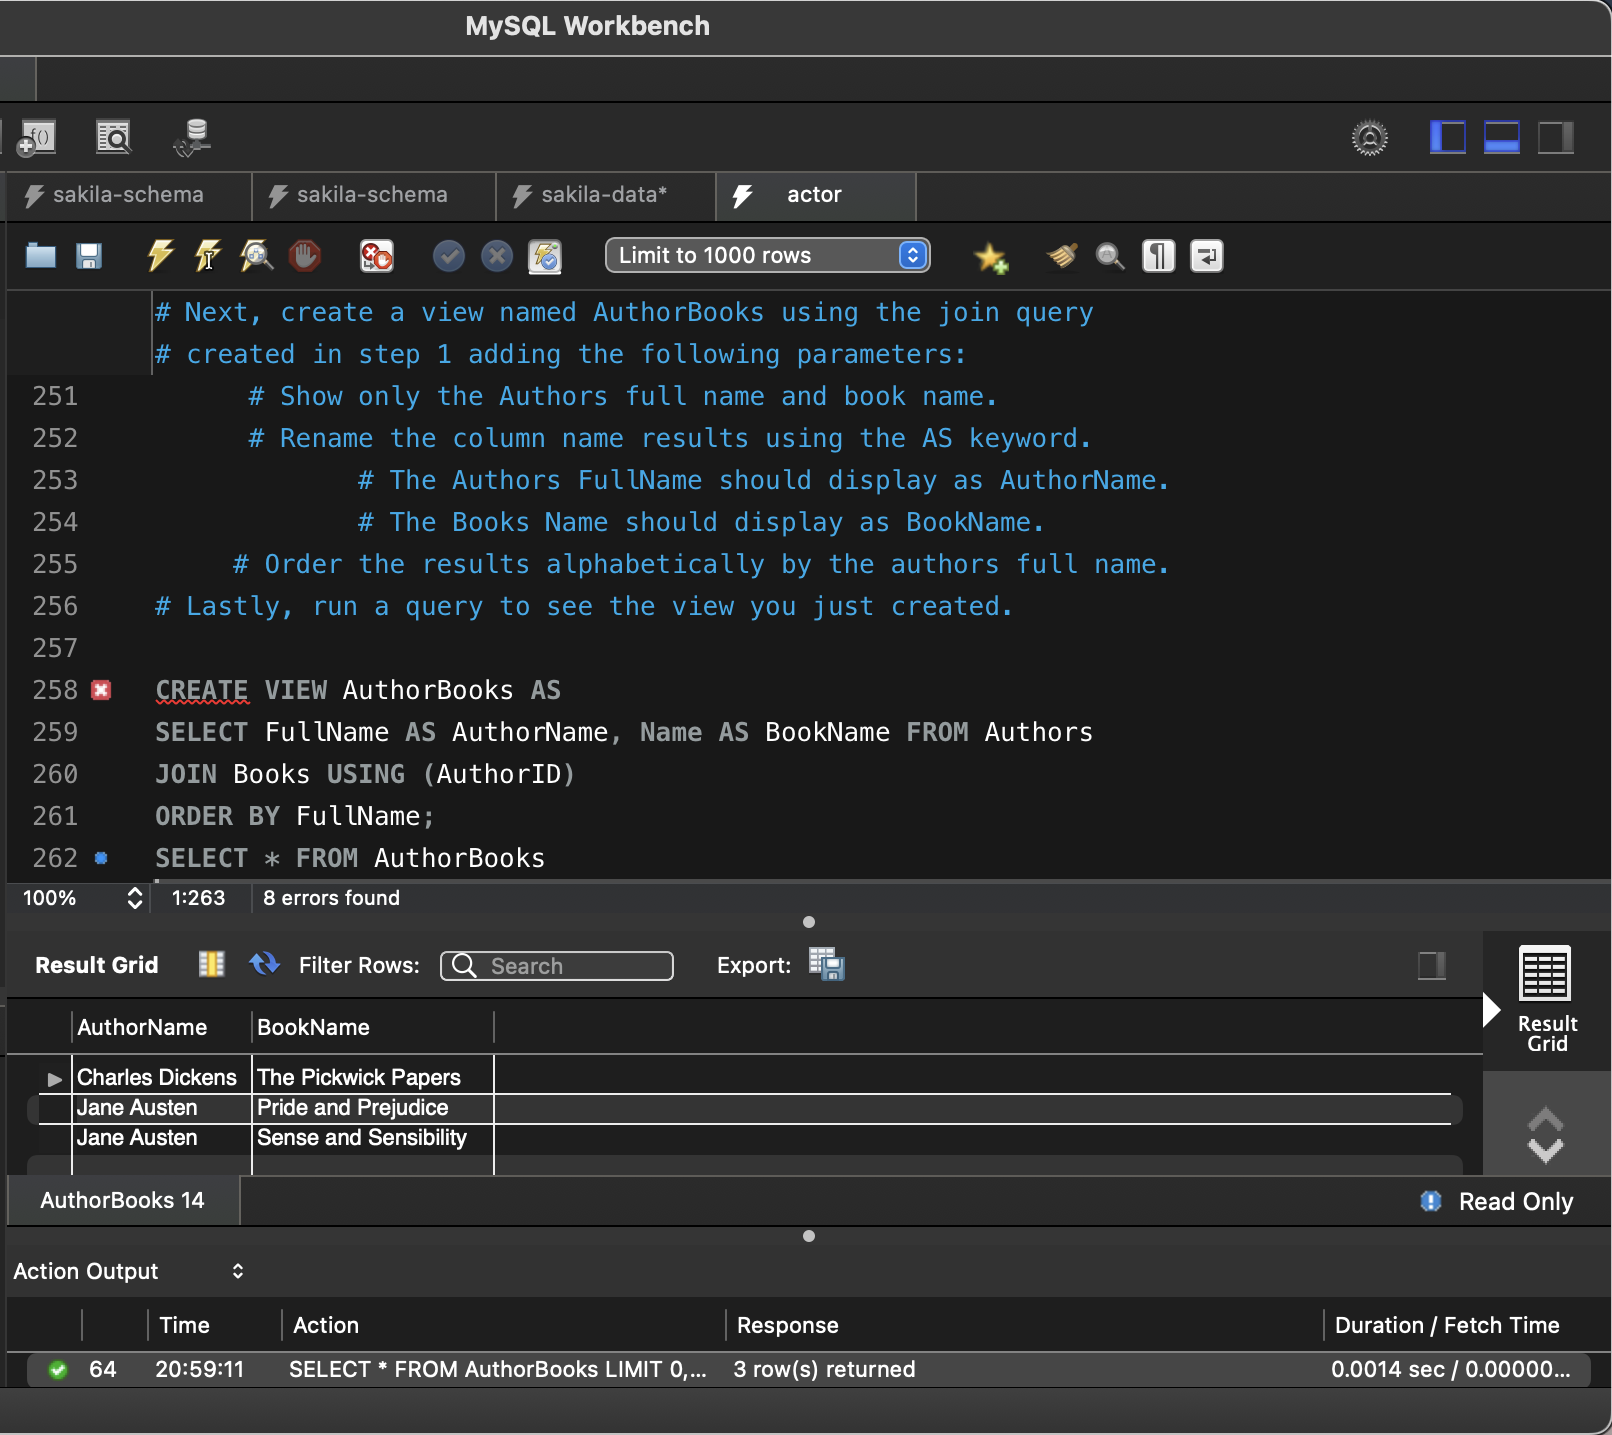 MySQL Workbench
f()
sakila-schema
sakila-schema
sakila-data*
actor
Limit to 1000 rows
# Next, create a view named AuthorBooks using the join query
# created in step 1 adding the following parameters:
251 # Show only the Authors full name and book name.
252 # Rename the column name results using the AS keyword.
253 # The Authors FullName should display as AuthorName.
254 # The Books Name should display as BookName.
255 # Order the results alphabetically by the authors full name.
256 # Lastly, run a query to see the view you just created.
257
258 CREATE VIEW AuthorBooks AS
259 SELECT FullName AS AuthorName, Name AS BookName FROM Authors
260 JOIN Books USING (AuthorID)
261 ORDER BY FullName;
262 SELECT * FROM AuthorBooks
100% 1:263 8 errors found
Result Grid Filter Rows: Search Export:
Result
Grid
AuthorName BookName
Charles Dickens The Pickwick Papers
Jane Austen Pride and Prejudice
Jane Austen Sense and Sensibility
AuthorBooks 14 Read Only
Action Output
Time Action Response Duration / Fetch Time
64 20:59:11 SELECT * FROM AuthorBooks LIMIT 0,... 3 row(s) returned 0.0014 sec / 0.00000...